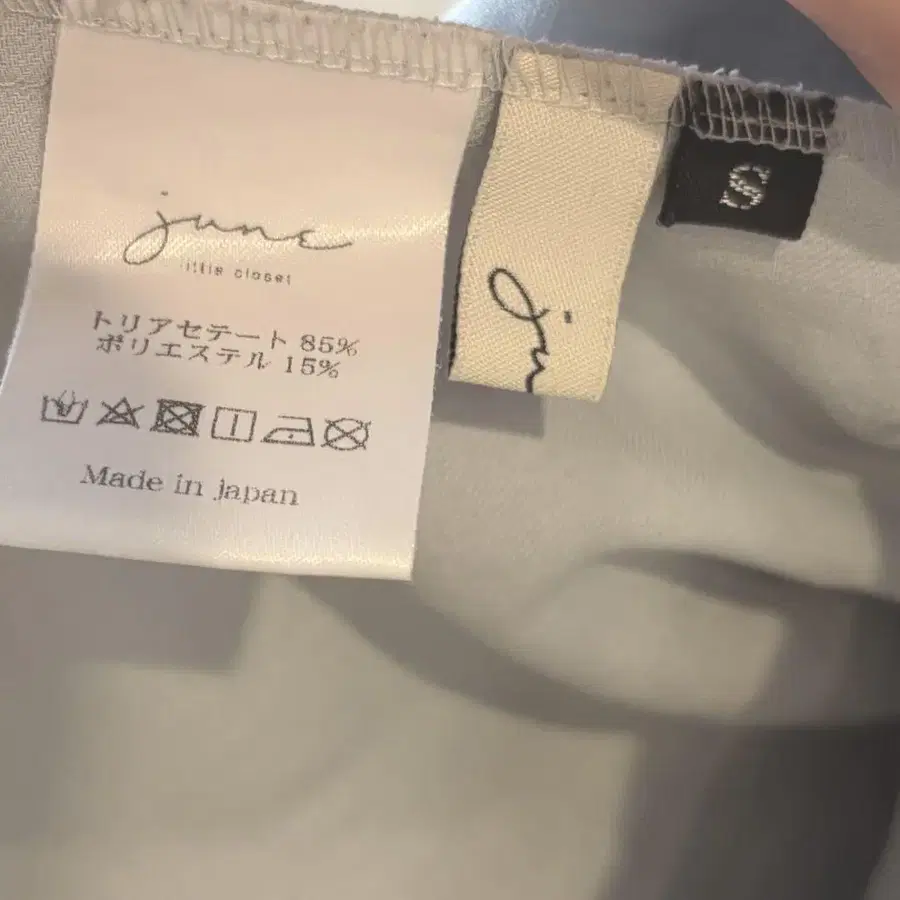 june
little closet
トリアセテート 85%
ポリエステル 15%
Made in japan
ju
S